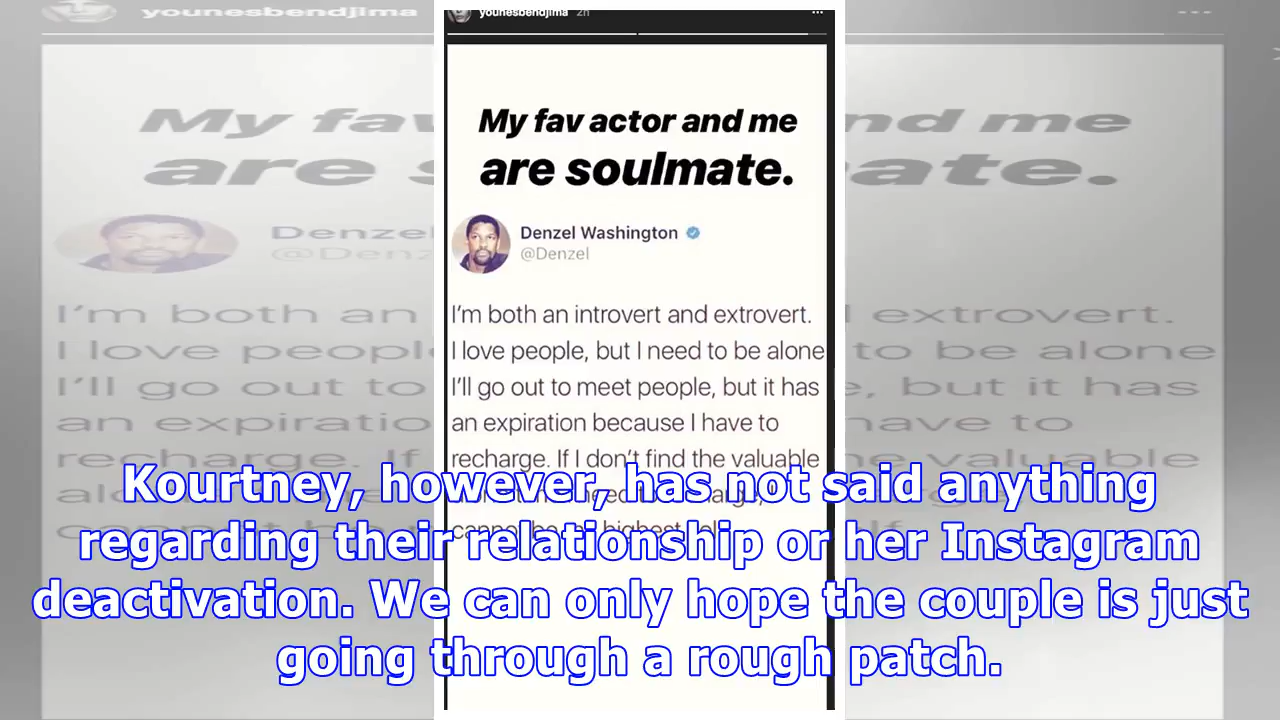 younesbendjima 2h
My fav actor and me
are soulmate.
Denzel Washington
@Denzel
I'm both an introvert and extrovert.
I love people, but I need to be alone
I'll go out to meet people, but it has
an expiration because I have to
recharge. If I don't find the valuable
Kourtney, however, has not said anything
regarding their relationship or her Instagram
deactivation. We can only hope the couple is just
going through a rough patch.